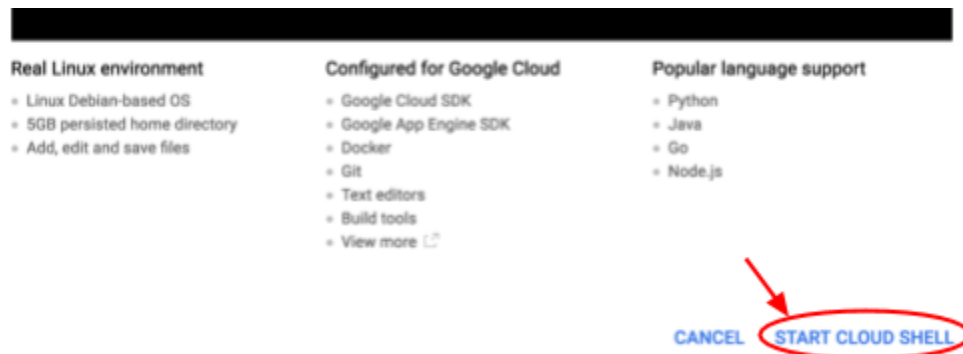 Real Linux environment
Linux Debian-based OS
5GB persisted home directory
Add, edit and save files
Configured for Google Cloud
Google Cloud SDK
Google App Engine SDK
Docker
Git
Text editors
Build tools
View more
Popular language support
Python
Java
Go
Node.js
CANCEL
START CLOUD SHELL